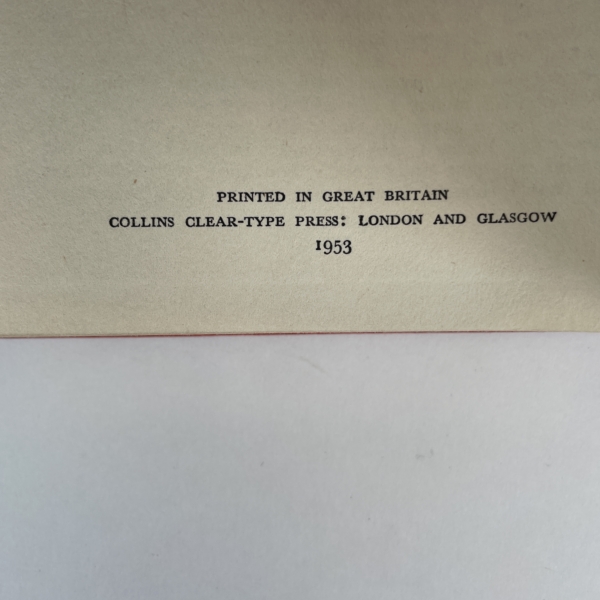 PRINTED IN GREAT BRITAIN
COLLINS CLEAR-TYPE PRESS: LONDON AND GLASGOW
1953